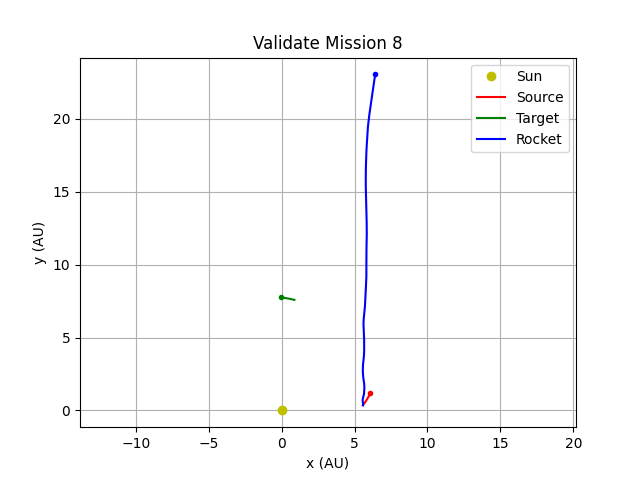 Validate Mission 8
Sun
Source
Target
Rocket
20
15
10
5
0
y (AU)
−10
−5
0
5
10
15
20
x (AU)